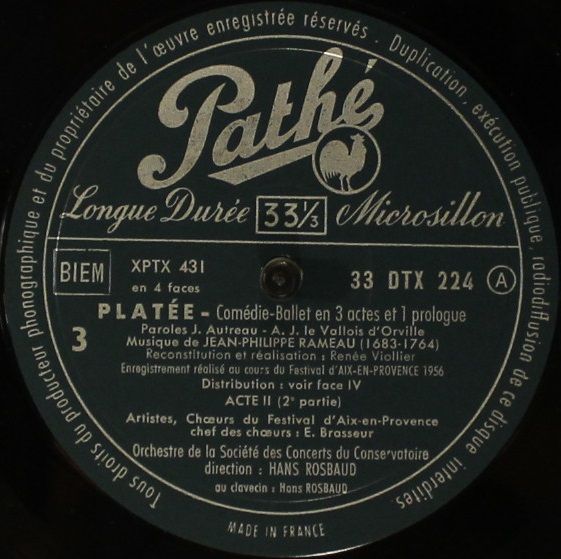 Tous droits du producteur phonographique et du propriétaire de l'œuvre enregistrée réservés. Duplication, exécution publique, radiodiffusion de ce disque interdites.
Pathé
Longue Durée 33 1/3 Microsillon
BIEM XPTX 431 33 DTX 224 A
en 4 faces
PLATÉE - Comédie-Ballet en 3 actes et 1 prologue
3
Paroles J. Autreau - A. J. le Vallois d'Orville
Musique de JEAN-PHILIPPE RAMEAU (1683-1764)
Reconstitution et réalisation : Renée Viollier
Enregistrement réalisé au cours du Festival d'AIX-EN-PROVENCE 1956
Distribution : voir face IV
ACTE II (2e partie)
Artistes, Chœurs du Festival d'Aix-en-Provence
chef des chœurs : E. Brasseur
Orchestre de la Société des Concerts du Conservatoire
direction : HANS ROSBAUD
au clavecin : Hans ROSBAUD
MADE IN FRANCE